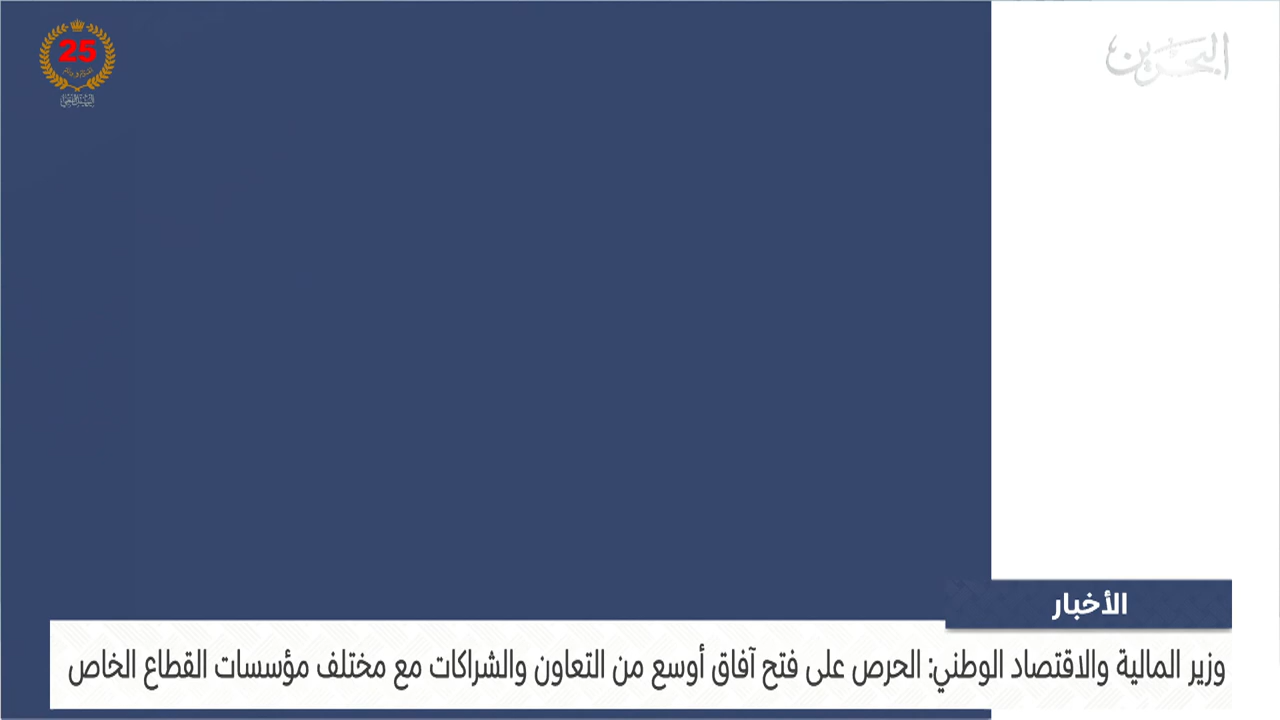 البحرين
25
الأخبار
وزير المالية والاقتصاد الوطني: الحرص على فتح آفاق أوسع من التعاون والشراكات مع مختلف مؤسسات القطاع الخاص